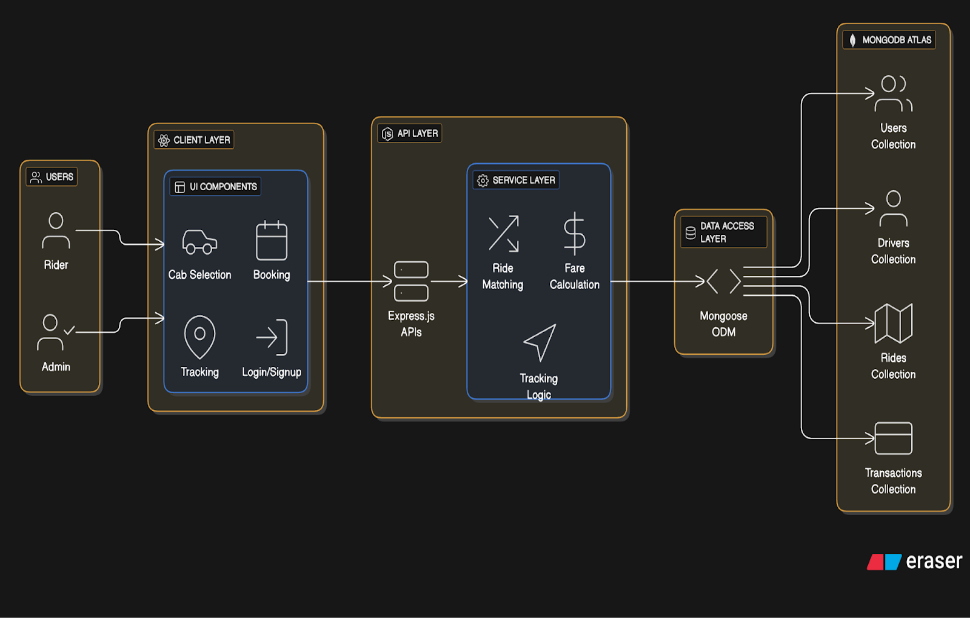 USERS
Rider
Admin
CLIENT LAYER
UI COMPONENTS
Cab Selection
Booking
Tracking
Login/Signup
API LAYER
Express.js
APIs
SERVICE LAYER
Ride
Matching
Fare
Calculation
Tracking
Logic
DATA ACCESS
LAYER
Mongoose
ODM
MONGODB ATLAS
Users
Collection
Drivers
Collection
Rides
Collection
Transactions
Collection
eraser